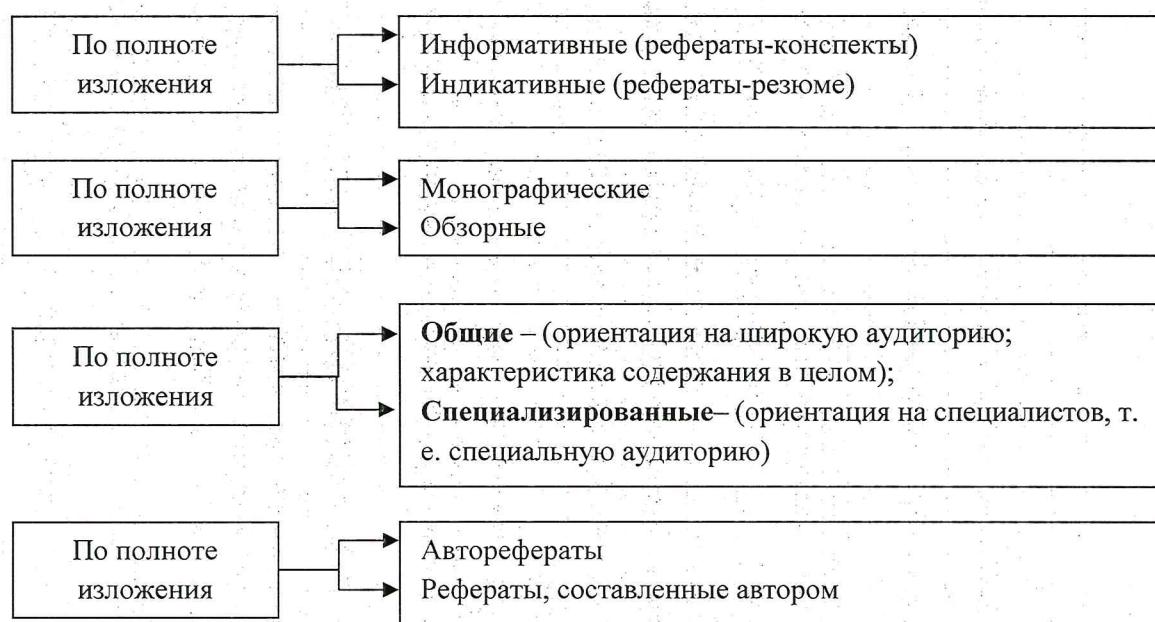 По полноте
изложения
Информативные (рефераты-конспекты)
Индикативные (рефераты-резюме)
По полноте
изложения
Монографические
Обзорные
По полноте
изложения
Общие – (ориентация на широкую аудиторию;
характеристика содержания в целом);
Специализированные– (ориентация на специалистов, т.
е. специальную аудиторию)
По полноте
изложения
Авторефераты
Рефераты, составленные автором